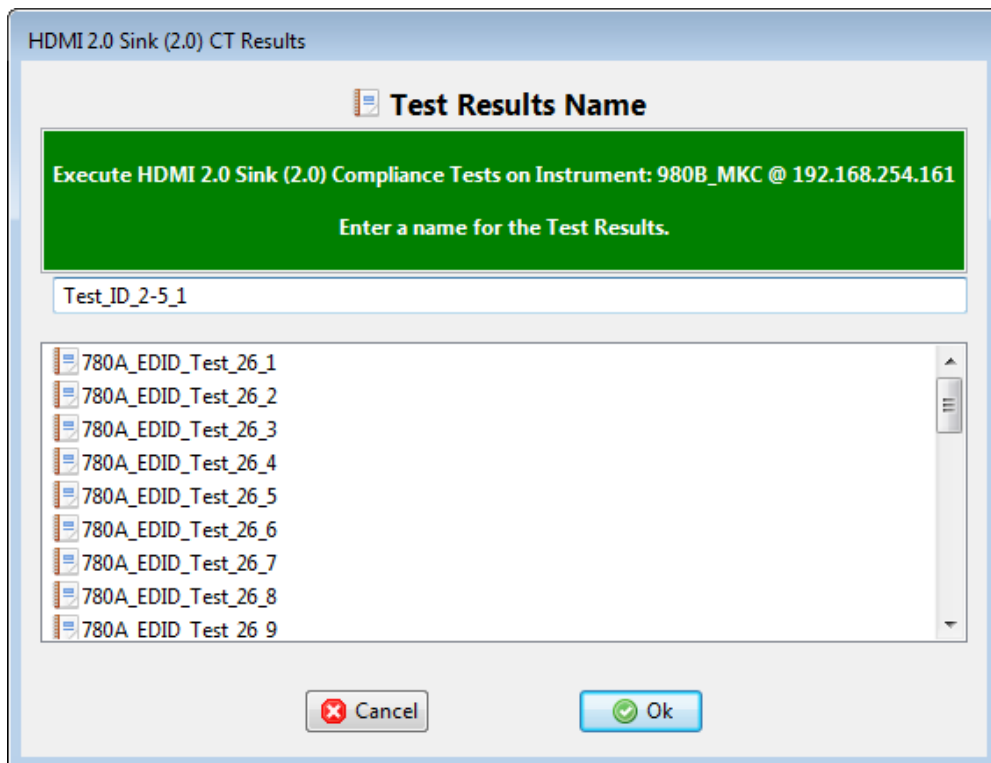 HDMI 2.0 Sink (2.0) CT Results
Test Results Name
Execute HDMI 2.0 Sink (2.0) Compliance Tests on Instrument: 980B_MKC @ 192.168.254.161
Enter a name for the Test Results.
Test_ID_2-5_1
780A_EDID_Test_26_1
780A_EDID_Test_26_2
780A_EDID_Test_26_3
780A_EDID_Test_26_4
780A_EDID_Test_26_5
780A_EDID_Test_26_6
780A_EDID_Test_26_7
780A_EDID_Test_26_8
780A_EDID_Test_26_9
Cancel Ok